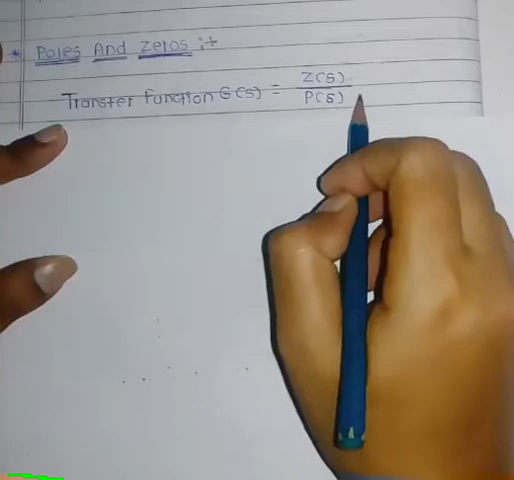 * Poles And Zeros :+
Transfer function G(s) = Z(s)
P(s)